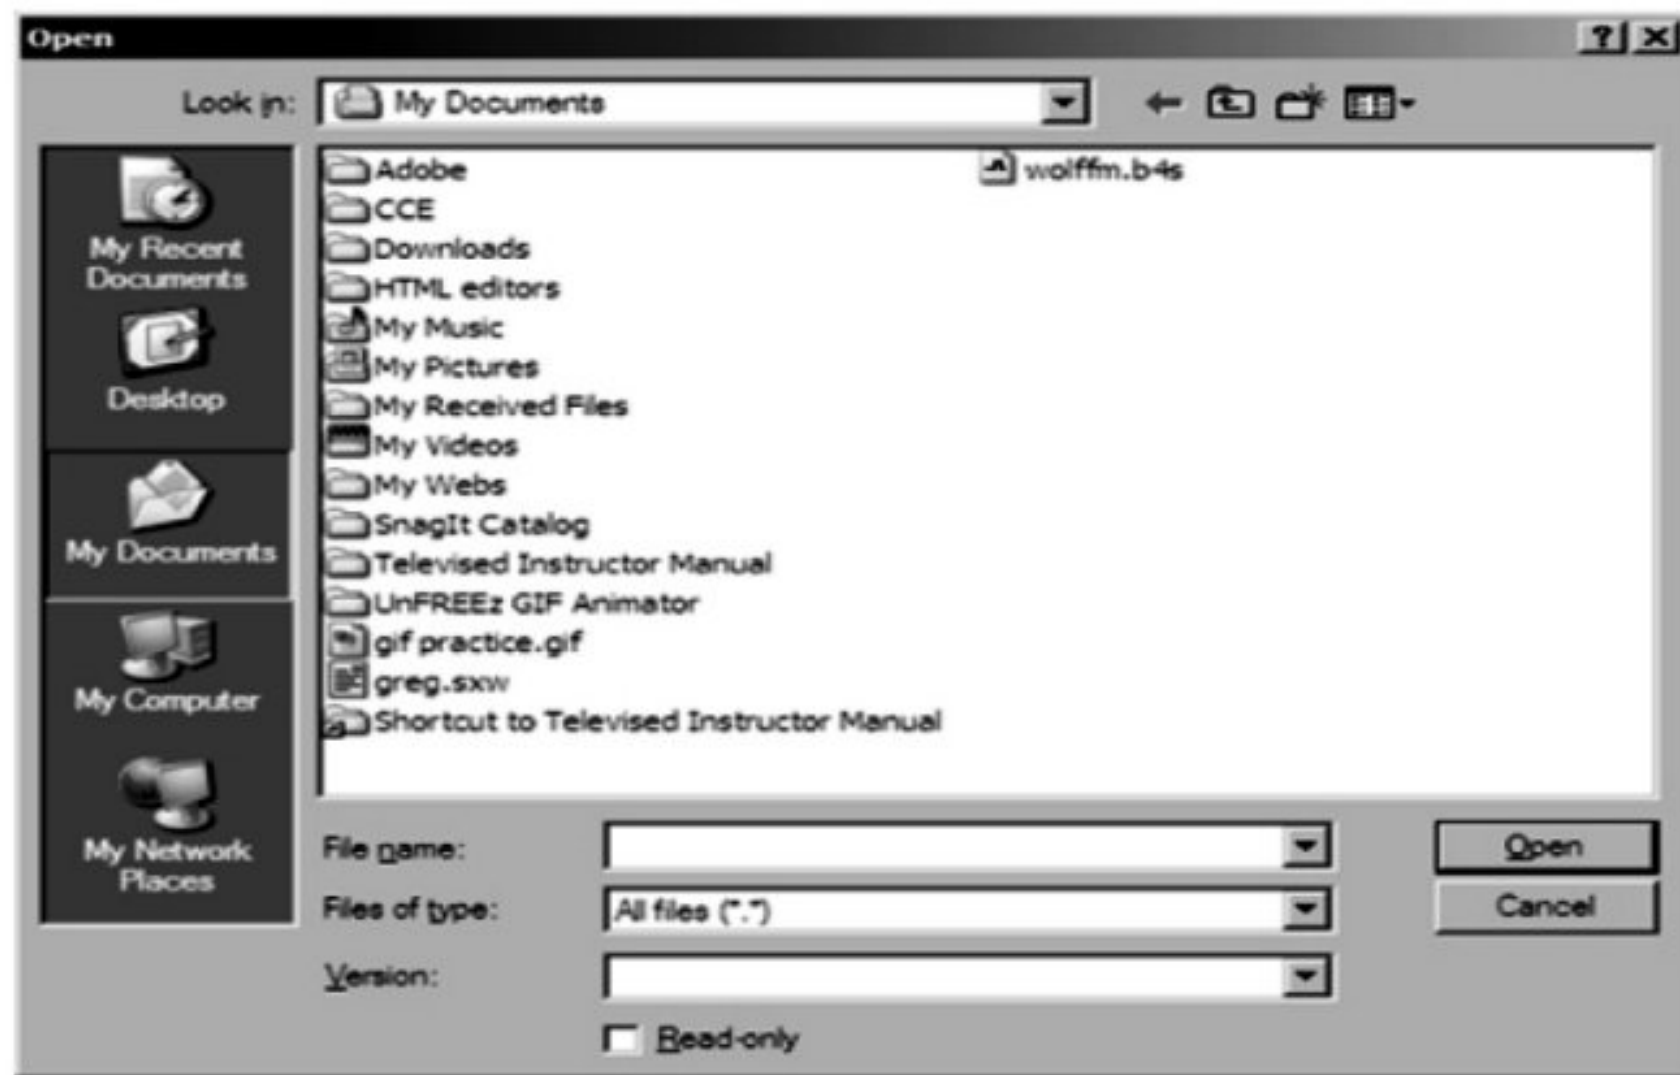 Open
Look in: My Documents
My Recent
Documents
Desktop
My Documents
My Computer
My Network
Places
Adobe
CCE
Downloads
HTML editors
My Music
My Pictures
My Received Files
My Videos
My Webs
SnagIt Catalog
Televised Instructor Manual
UnFREEz GIF Animator
gif practice.gif
greg.sxw
Shortcut to Televised Instructor Manual
wolffm.b4s
File name:
Open
Files of type: All files (*.*)
Cancel
Version:
Read-only